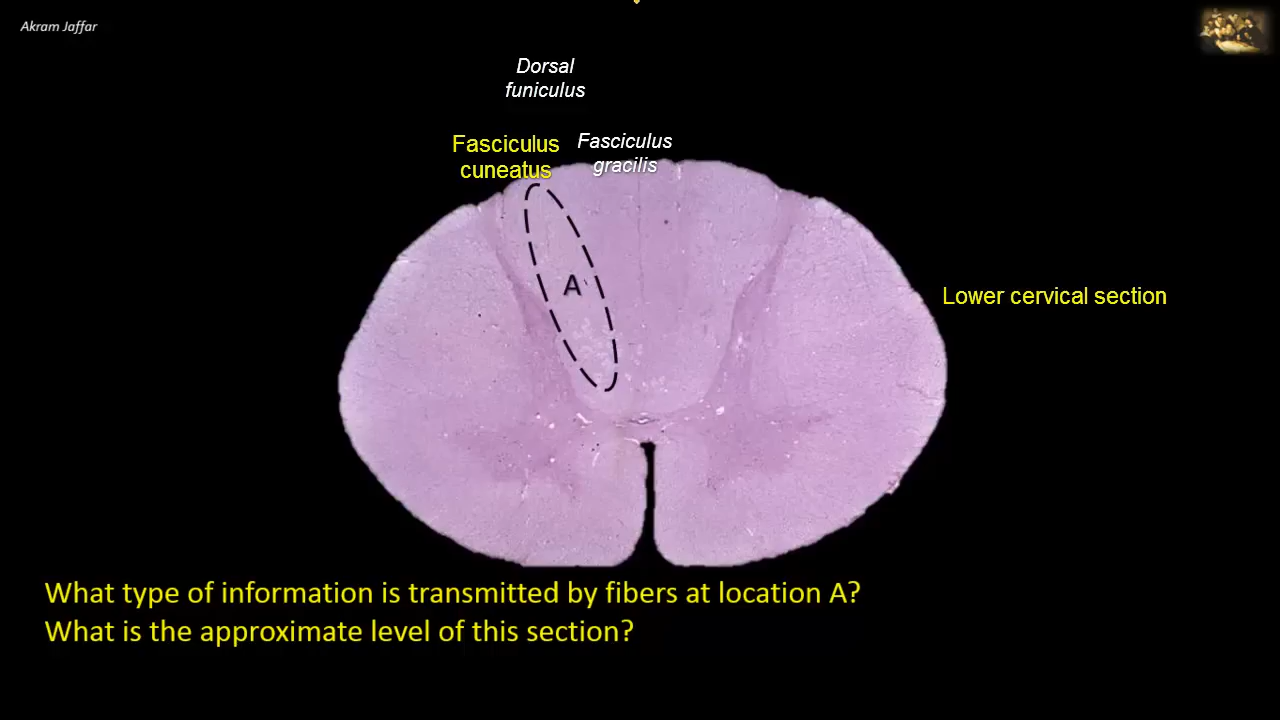 Akram Jaffar
Dorsal
funiculus
Fasciculus
cuneatus
Fasciculus
gracilis
A
Lower cervical section
What type of information is transmitted by fibers at location A?
What is the approximate level of this section?